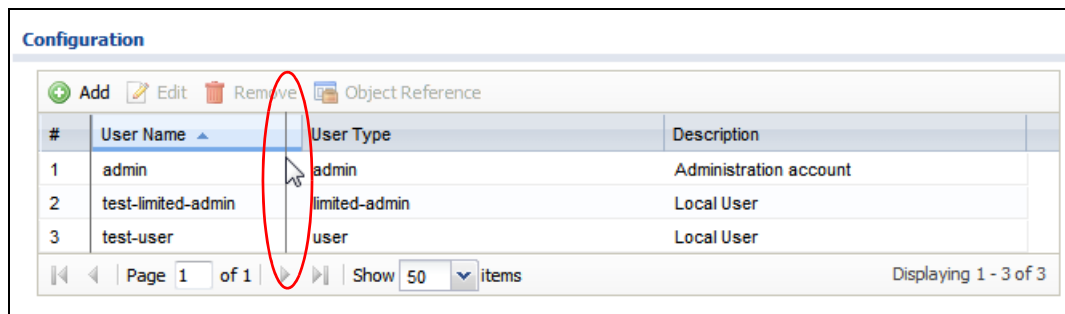 Configuration
Add Edit Remove Object Reference
# User Name User Type Description
1 admin admin Administration account
2 test-limited-admin limited-admin Local User
3 test-user user Local User
Page 1 of 1 Show 50 items Displaying 1 - 3 of 3